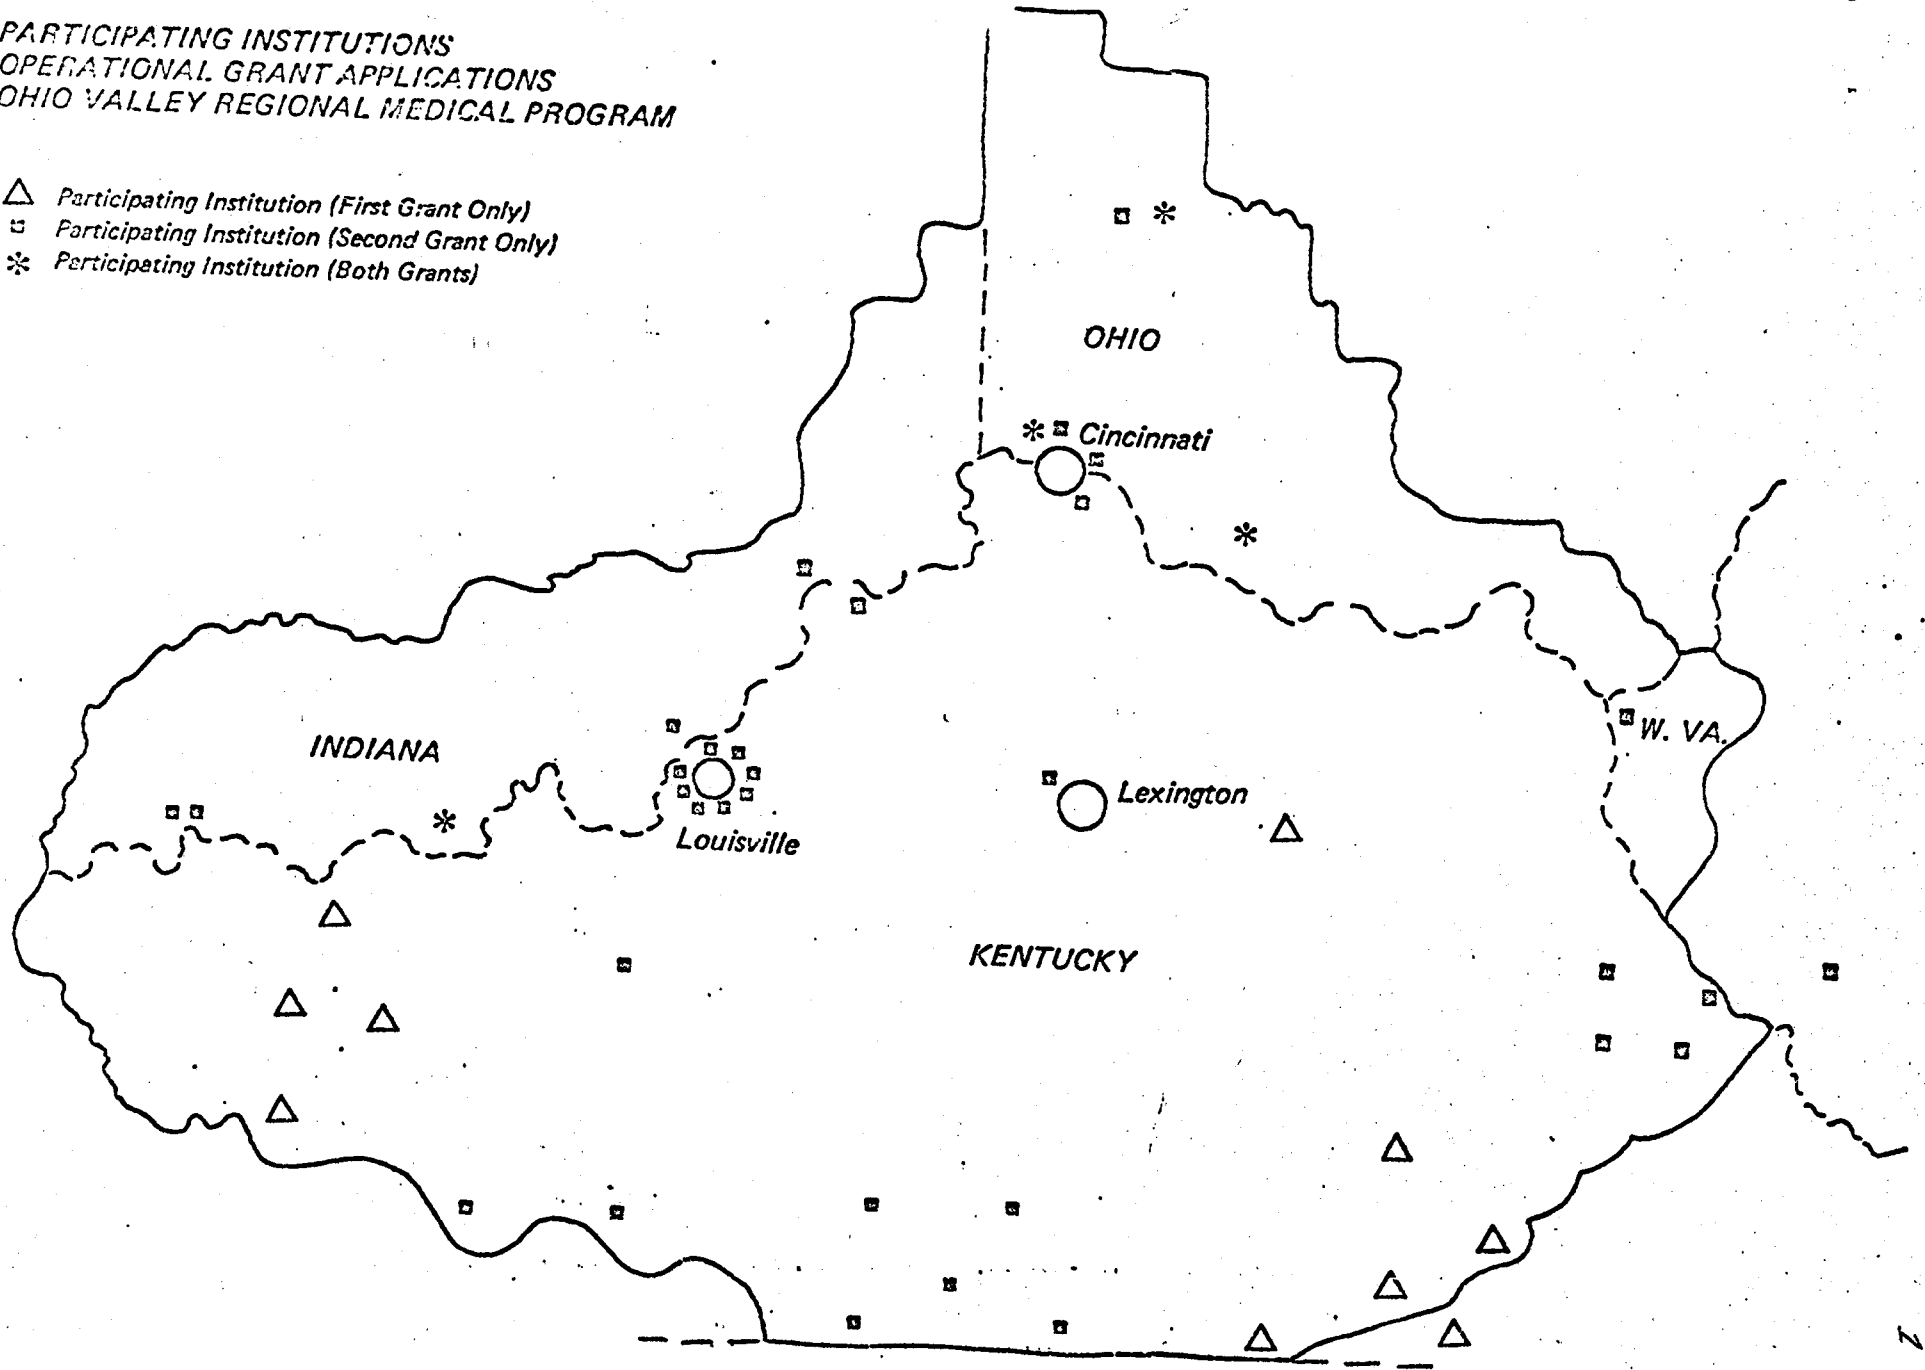 PARTICIPATING INSTITUTIONS
OPERATIONAL GRANT APPLICATIONS
OHIO VALLEY REGIONAL MEDICAL PROGRAM
Participating Institution (First Grant Only)
Participating Institution (Second Grant Only)
Participating Institution (Both Grants)
OHIO
Cincinnati
W. VA.
INDIANA
Lexington
Louisville
KENTUCKY